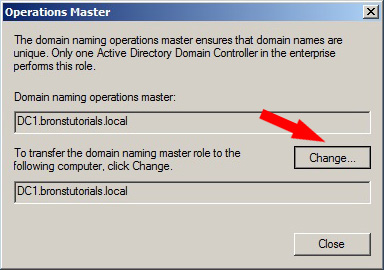 Operations Master
The domain naming operations master ensures that domain names are
unique. Only one Active Directory Domain Controller in the enterprise
performs this role.
Domain naming operations master:
DC1.bronstutorials.local
To transfer the domain naming master role to the
following computer, click Change.
Change...
DC1.bronstutorials.local
Close